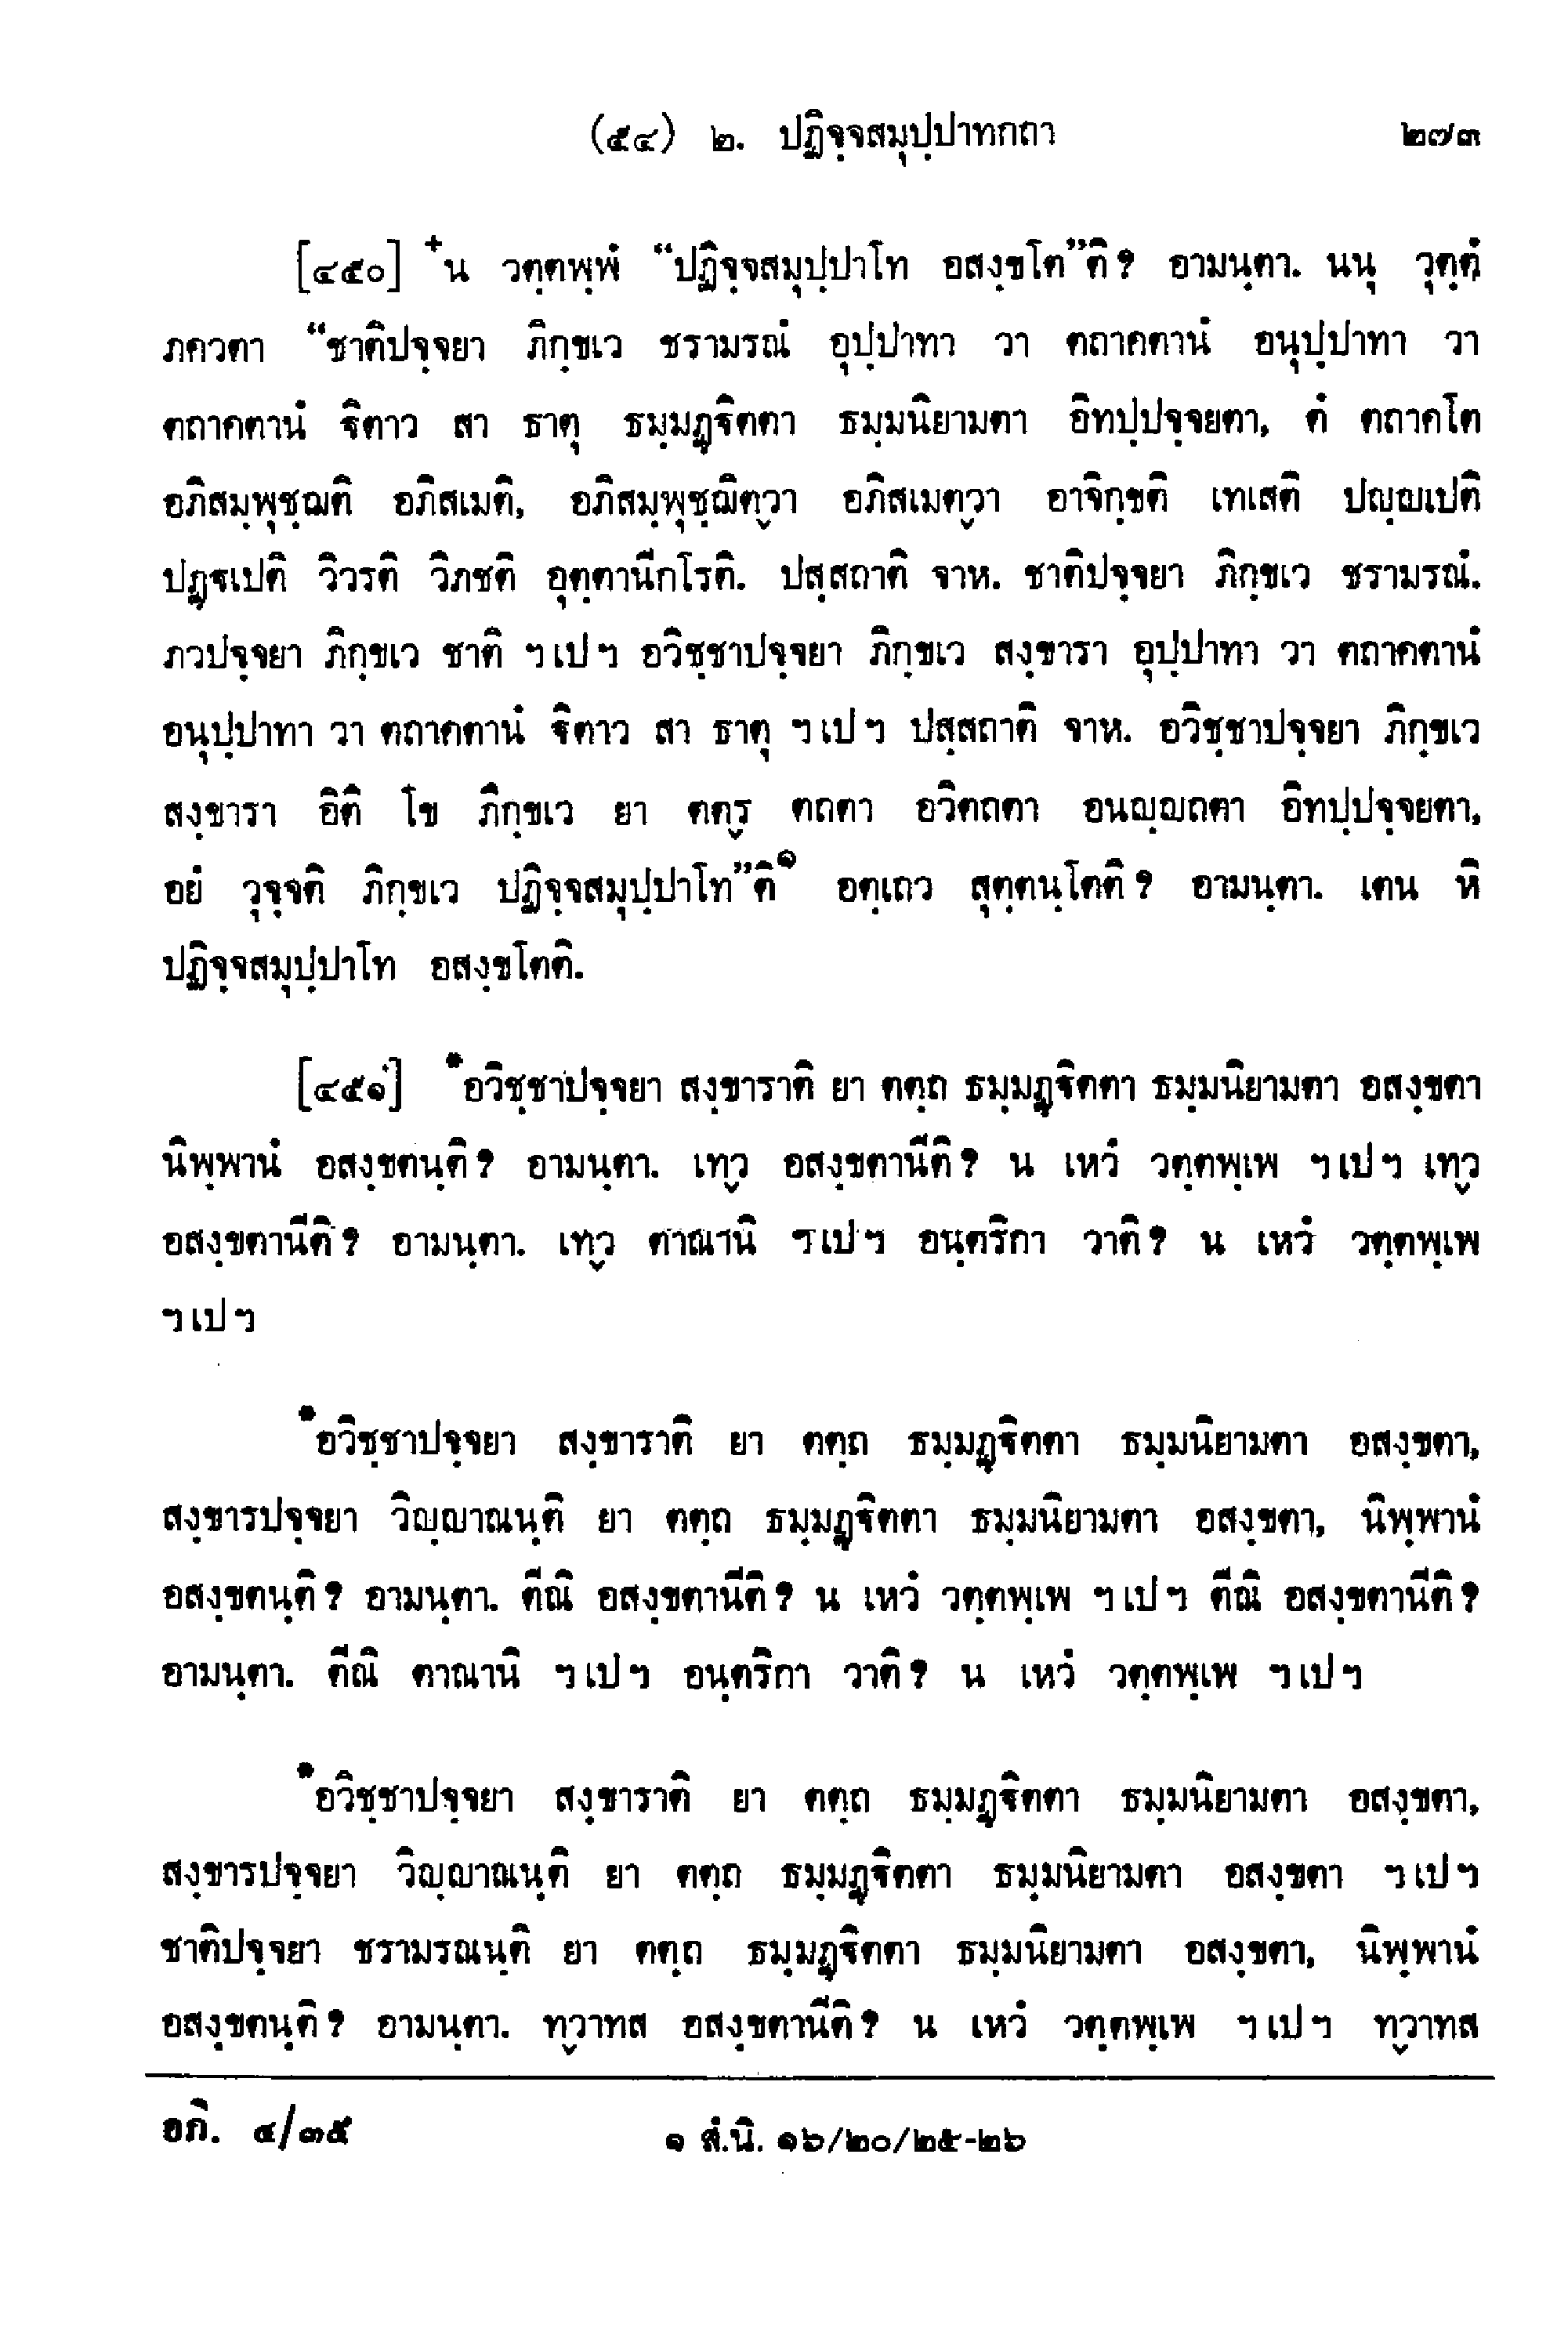 (๕๔) ๒. ปฏิจฺจสมุปฺปาทกถา ๒๗๓
[๔๕๐] +น วตฺตพฺพํ “ปฏิจฺจสมุปฺปาโท อสงฺขโต”ติ? อามนฺตา. นนุ วุตฺตํ
ภควตา “ชาติปจฺจยา ภิกฺขเว ชรามรณํ อุปฺปาทา วา ตถาคตานํ อนุปฺปาทา วา
ตถาคตานํ ฐิตาว สา ธาตุ ธมฺมฏฺฐิตตา ธมฺมนิยามตา อิทปฺปจฺจยตา, ตํ ตถาคโต
อภิสมฺพุชฺฌติ อภิสเมติ, อภิสมฺพุชฺฌิตฺวา อภิสเมตฺวา อาจิกฺขติ เทเสติ ปญฺญเปติ
ปฏฺฐเปติ วิวรติ วิภชติ อุตฺตานีกโรติ. ปสฺสถาติ จาห. ชาติปจฺจยา ภิกฺขเว ชรามรณํ.
ภวปจฺจยา ภิกฺขเว ชาติ ฯ เป ฯ อวิชฺชาปจฺจยา ภิกฺขเว สงฺขารา อุปฺปาทา วา ตถาคตานํ
อนุปฺปาทา วา ตถาคตานํ ฐิตาว สา ธาตุ ฯ เป ฯ ปสฺสถาติ จาห. อวิชฺชาปจฺจยา ภิกฺขเว
สงฺขารา อิติ โข ภิกฺขเว ยา ตตฺร ตถตา อวิตถตา อนญฺญถตา อิทปฺปจฺจยตา,
อยํ วุจฺจติ ภิกฺขเว ปฏิจฺจสมุปฺปาโท”ติ๑ อตฺเถว สุตฺตนฺโตติ? อามนฺตา. เตน หิ
ปฏิจฺจสมุปฺปาโท อสงฺขโตติ.
[๔๕๑] *อวิชฺชาปจฺจยา สงฺขาราติ ยา ตตฺถ ธมฺมฏฺฐิตตา ธมฺมนิยามตา อสงฺขตา
นิพฺพานํ อสงฺขตนฺติ? อามนฺตา. เทฺว อสงฺขตานีติ? น เหวํ วตฺตพฺเพ ฯ เป ฯ เทฺว
อสงฺขตานีติ? อามนฺตา. เทฺว ตาณานิ ฯ เป ฯ อนฺตริกา วาติ? น เหวํ วตฺตพฺเพ
ฯ เป ฯ
*อวิชฺชาปจฺจยา สงฺขาราติ ยา ตตฺถ ธมฺมฏฺฐิตตา ธมฺมนิยามตา อสงฺขตา,
สงฺขารปจฺจยา วิญฺญาณนฺติ ยา ตตฺถ ธมฺมฏฺฐิตตา ธมฺมนิยามตา อสงฺขตา, นิพฺพานํ
อสงฺขตนฺติ? อามนฺตา. ตีณิ อสงฺขตานีติ? น เหวํ วตฺตพฺเพ ฯ เป ฯ ตีณิ อสงฺขตานีติ?
อามนฺตา. ตีณิ ตาณานิ ฯ เป ฯ อนฺตริกา วาติ? น เหวํ วตฺตพฺเพ ฯ เป ฯ
*อวิชฺชาปจฺจยา สงฺขาราติ ยา ตตฺถ ธมฺมฏฺฐิตตา ธมฺมนิยามตา อสงฺขตา,
สงฺขารปจฺจยา วิญฺญาณนฺติ ยา ตตฺถ ธมฺมฏฺฐิตตา ธมฺมนิยามตา อสงฺขตา ฯ เป ฯ
ชาติปจฺจยา ชรามรณนฺติ ยา ตตฺถ ธมฺมฏฺฐิตตา ธมฺมนิยามตา อสงฺขตา, นิพฺพานํ
อสงฺขตนฺติ? อามนฺตา. ทฺวาทส อสงฺขตานีติ? น เหวํ วตฺตพฺเพ ฯ เป ฯ ทฺวาทส
อภิ. ๔/๓๕ ๑ สํ.นิ. ๑๖/๒๐/๒๕-๒๖